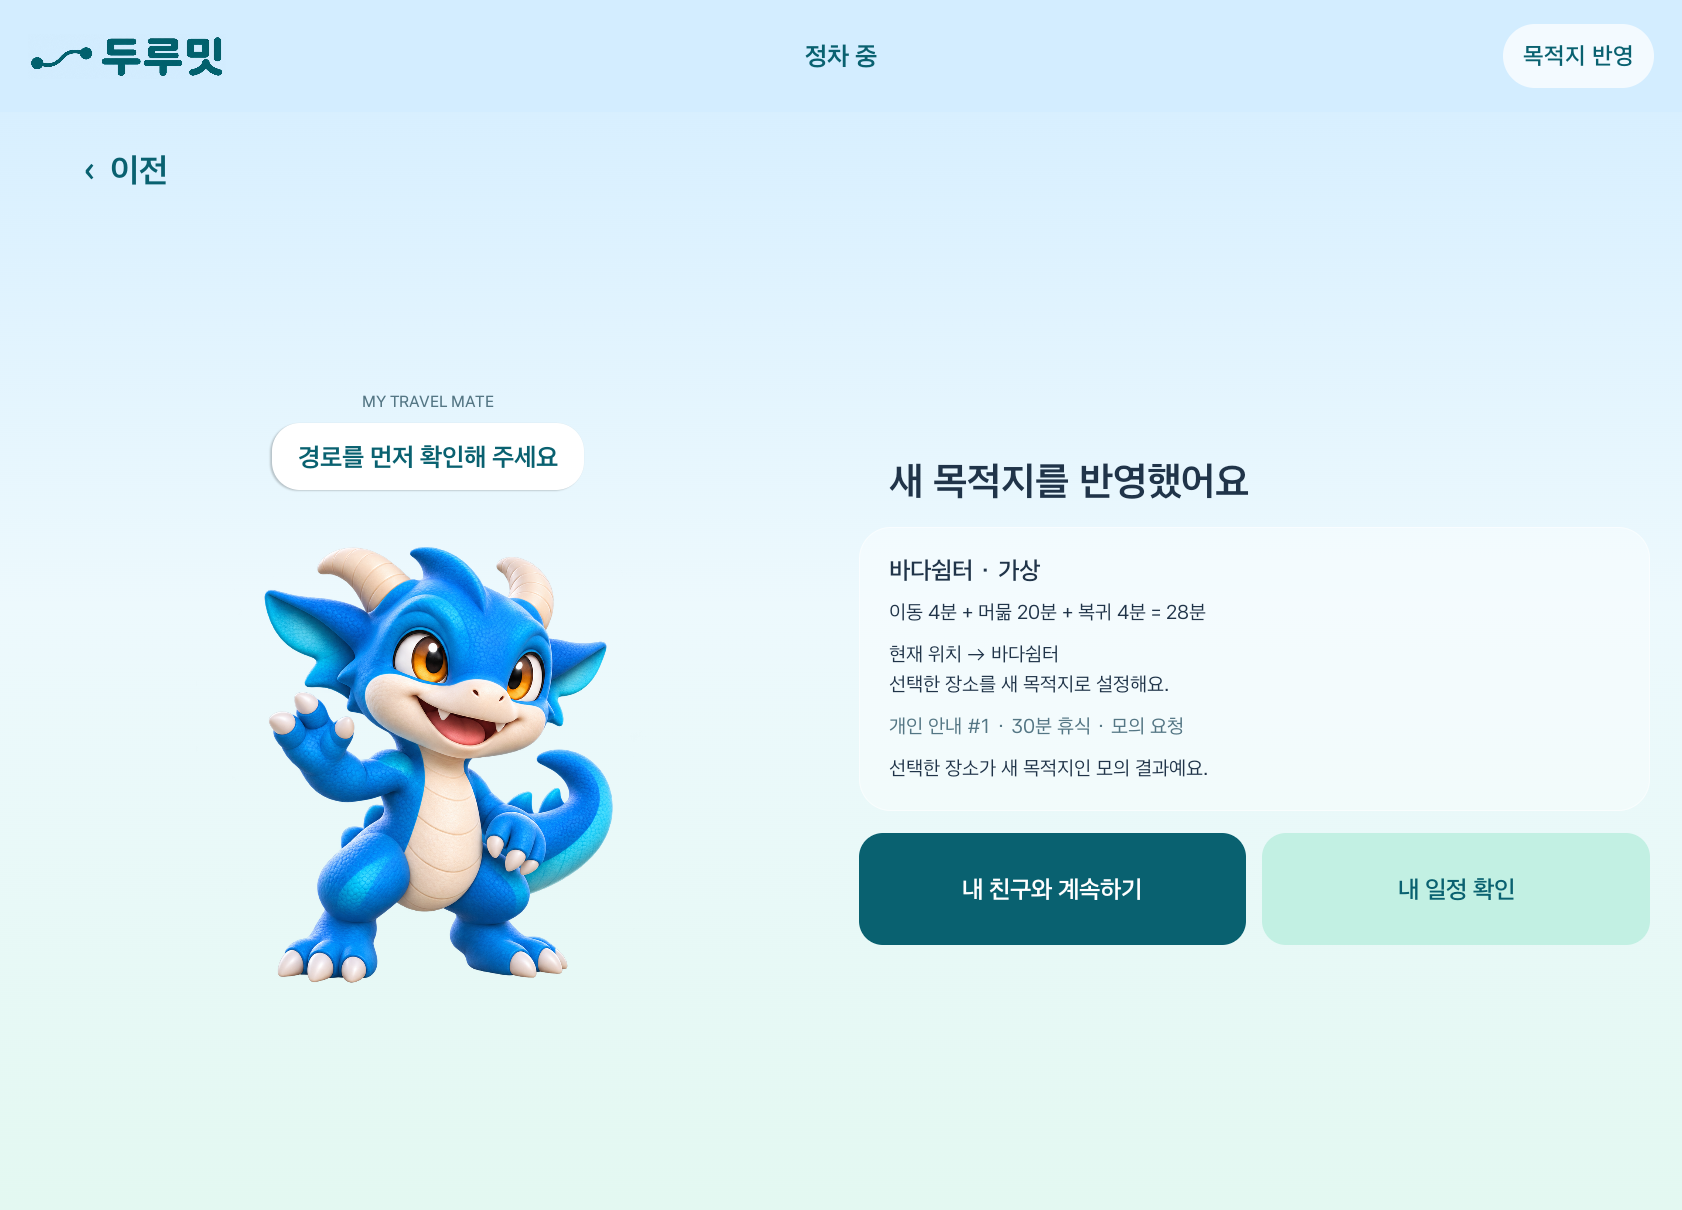 두루밋
정차 중
목적지 반영
‹ 이전
MY TRAVEL MATE
경로를 먼저 확인해 주세요
새 목적지를 반영했어요
바다쉼터 · 가상
이동 4분 + 머묾 20분 + 복귀 4분 = 28분
현재 위치 → 바다쉼터
선택한 장소를 새 목적지로 설정해요.
개인 안내 #1 · 30분 휴식 · 모의 요청
선택한 장소가 새 목적지인 모의 결과예요.
내 친구와 계속하기
내 일정 확인